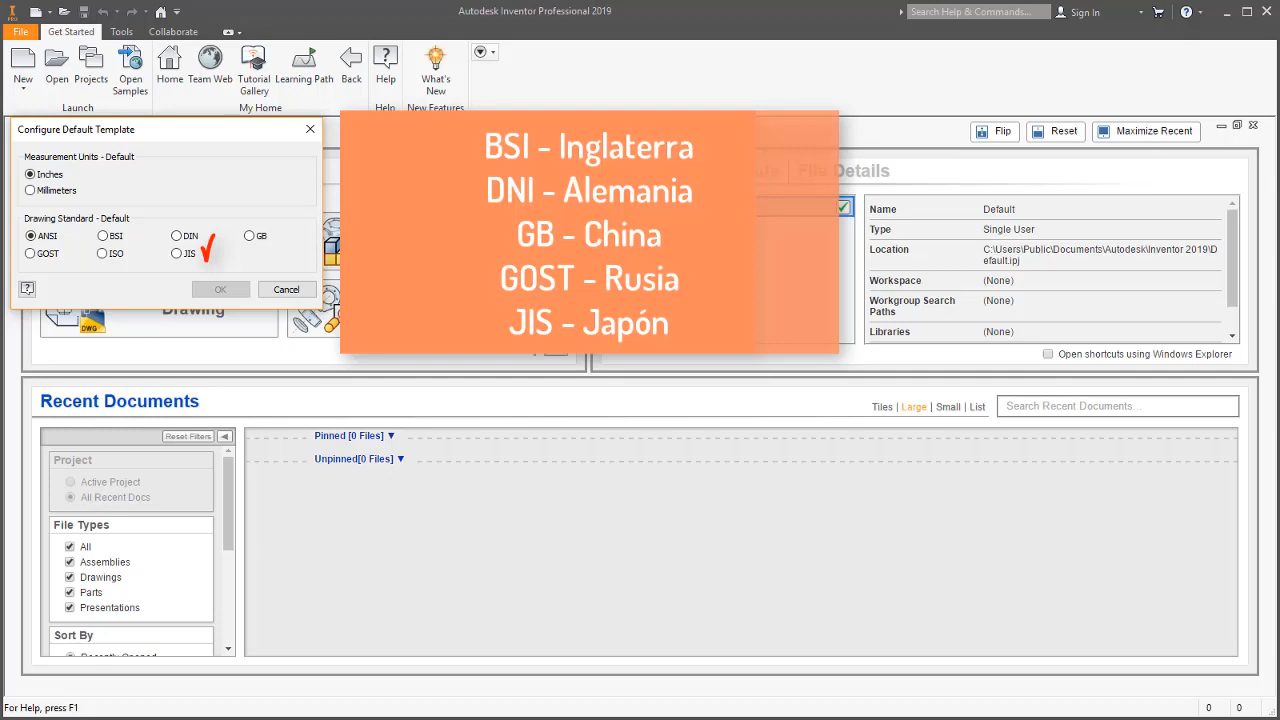 PRO
Autodesk Inventor Professional 2019
Search Help & Commands...
Sign In
File
Get Started
Tools
Collaborate
New
Open
Projects
Open Samples
Home
Team Web
Tutorial Gallery
Learning Path
Back
Help
What's New
Launch
My Home
Help
New Features
Configure Default Template
Measurement Units - Default
Inches
Millimeters
Drawing Standard - Default
ANSI
BSI
DIN
GB
GOST
ISO
JIS
OK
Cancel
Drawing
DWG
BSI - Inglaterra
DNI - Alemania
GB - China
GOST - Rusia
JIS - Japón
Flip
Reset
Maximize Recent
File Details
Name Default
Type Single User
Location C:\Users\Public\Documents\Autodesk\Inventor 2019\D
efault.ipj
Workspace (None)
Workgroup Search (None)
Paths
Libraries (None)
Open shortcuts using Windows Explorer
Recent Documents
Tiles | Large | Small | List
Search Recent Documents...
Reset Filters
Pinned [0 Files]
Unpinned[0 Files]
Project
Active Project
All Recent Docs
File Types
All
Assemblies
Drawings
Parts
Presentations
Sort By
Recently Opened
For Help, press F1
0 0